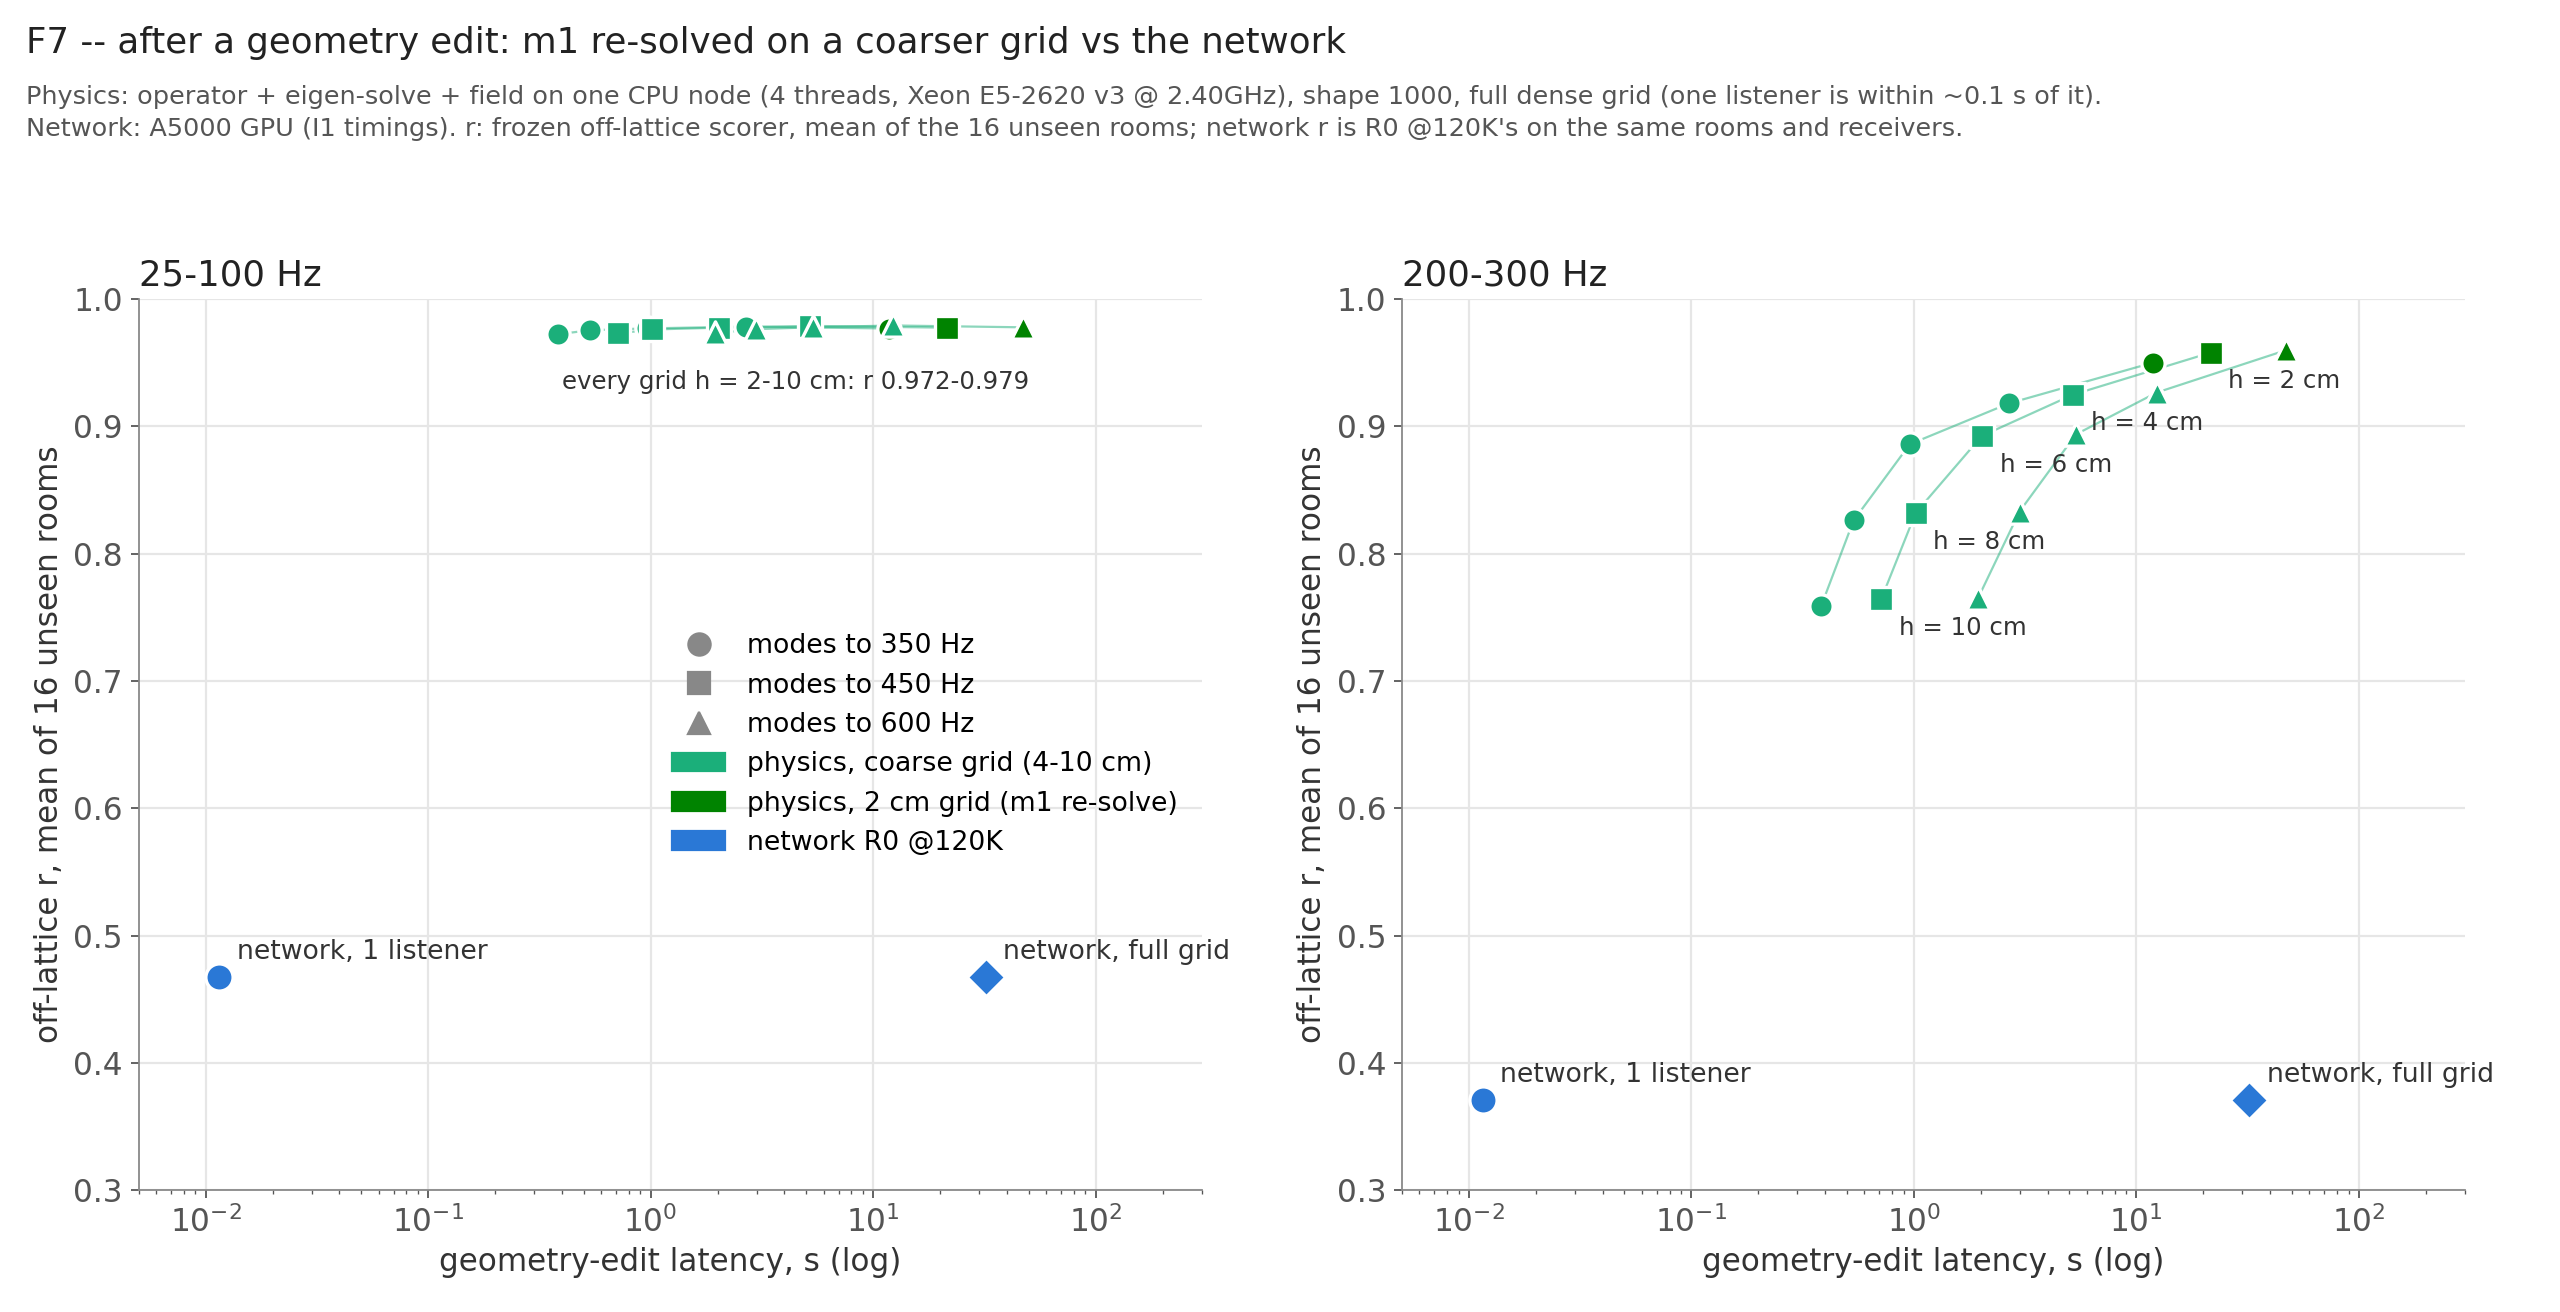 F7 -- after a geometry edit: m1 re-solved on a coarser grid vs the network
Physics: operator + eigen-solve + field on one CPU node (4 threads, Xeon E5-2620 v3 @ 2.40GHz), shape 1000, full dense grid (one listener is within ~0.1 s of it).
Network: A5000 GPU (I1 timings). r: frozen off-lattice scorer, mean of the 16 unseen rooms; network r is R0 @120K's on the same rooms and receivers.
25-100 Hz
off-lattice r, mean of 16 unseen rooms
1.0
0.9
0.8
0.7
0.6
0.5
0.4
0.3
every grid h = 2-10 cm: r 0.972-0.979
modes to 350 Hz
modes to 450 Hz
modes to 600 Hz
physics, coarse grid (4-10 cm)
physics, 2 cm grid (m1 re-solve)
network R0 @120K
network, 1 listener
network, full grid
10⁻²
10⁻¹
10⁰
10¹
10²
geometry-edit latency, s (log)
200-300 Hz
off-lattice r, mean of 16 unseen rooms
1.0
0.9
0.8
0.7
0.6
0.5
0.4
0.3
h = 2 cm
h = 4 cm
h = 6 cm
h = 8 cm
h = 10 cm
network, 1 listener
network, full grid
10⁻²
10⁻¹
10⁰
10¹
10²
geometry-edit latency, s (log)